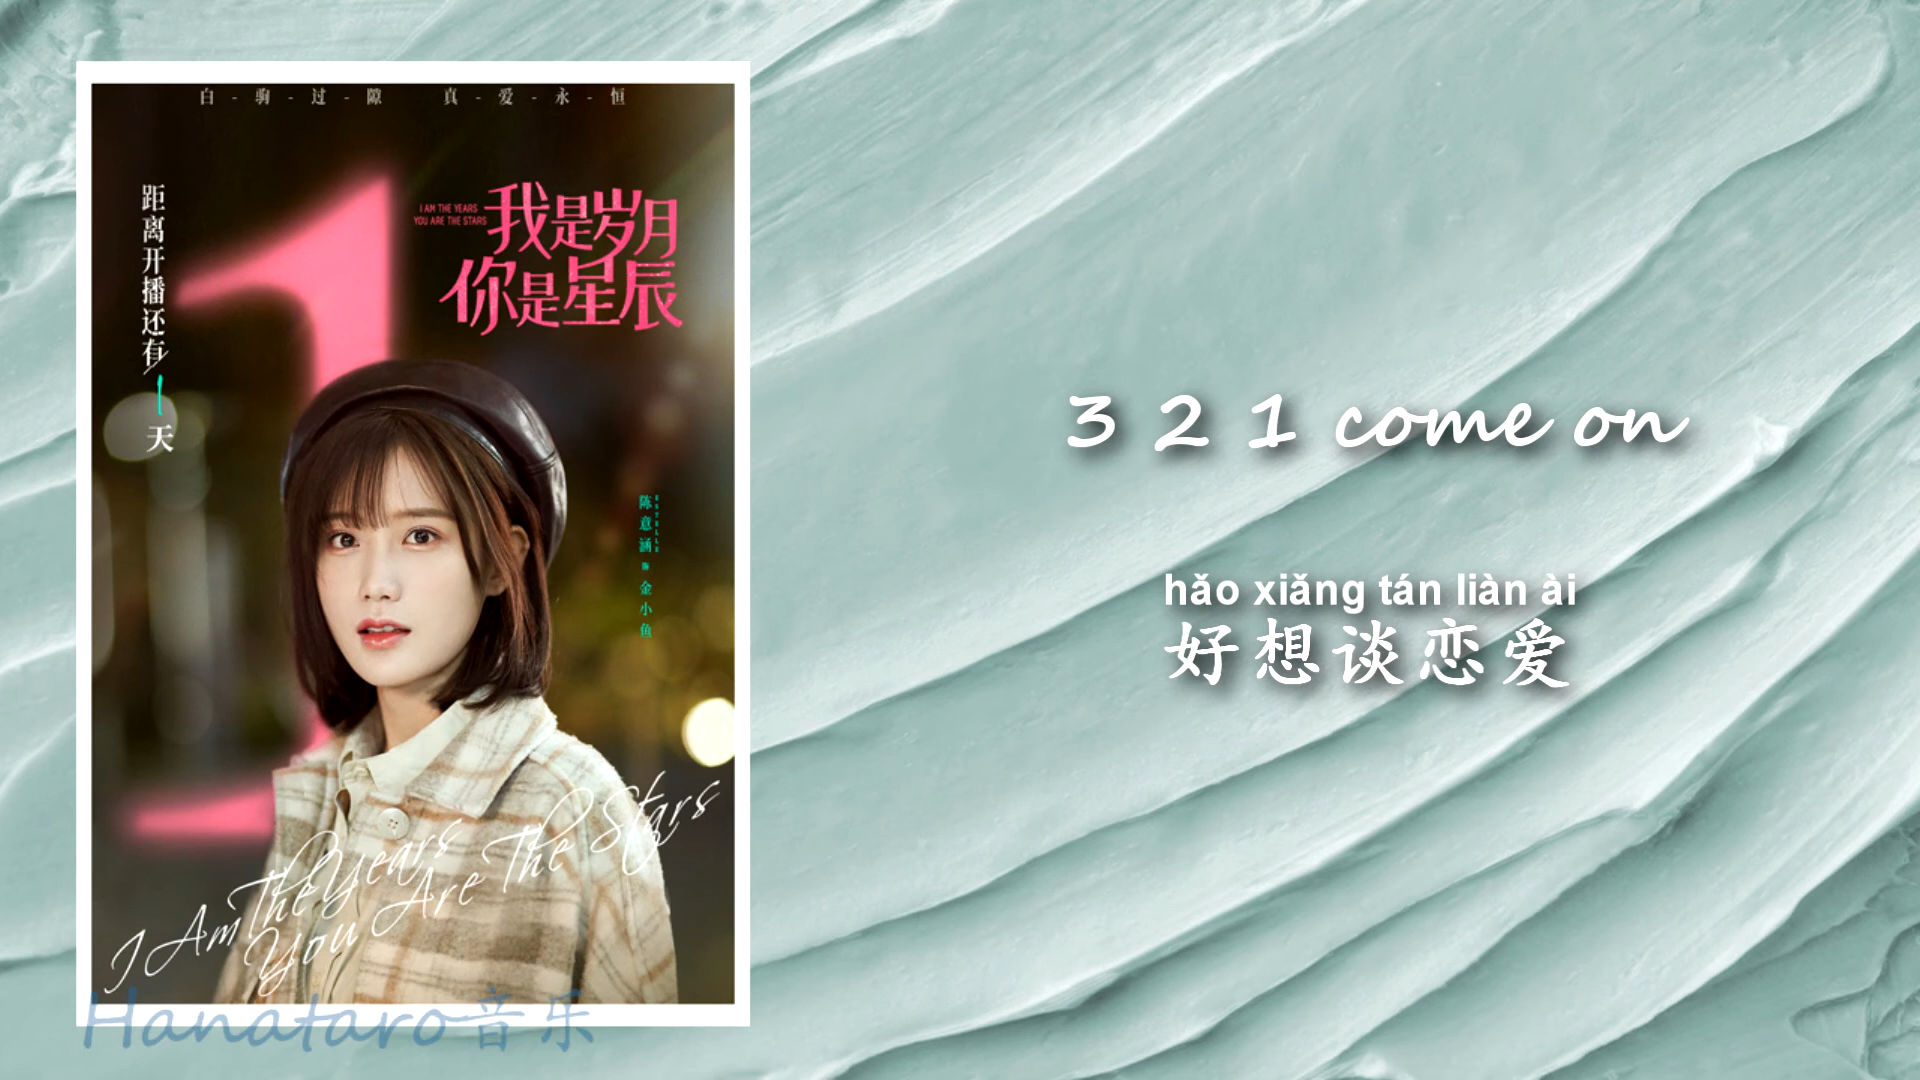 白-驹-过-隙 真-爱-永-恒
距离开播还有1天
1
I AM THE YEARS
YOU ARE THE STARS
我是岁月
你是星辰
陈意涵 饰 金小鱼
ESTELLE
I Am The Years
You Are The Stars
Hanataro音乐
3 2 1 come on
hǎo xiǎng tán liàn ài
好想谈恋爱